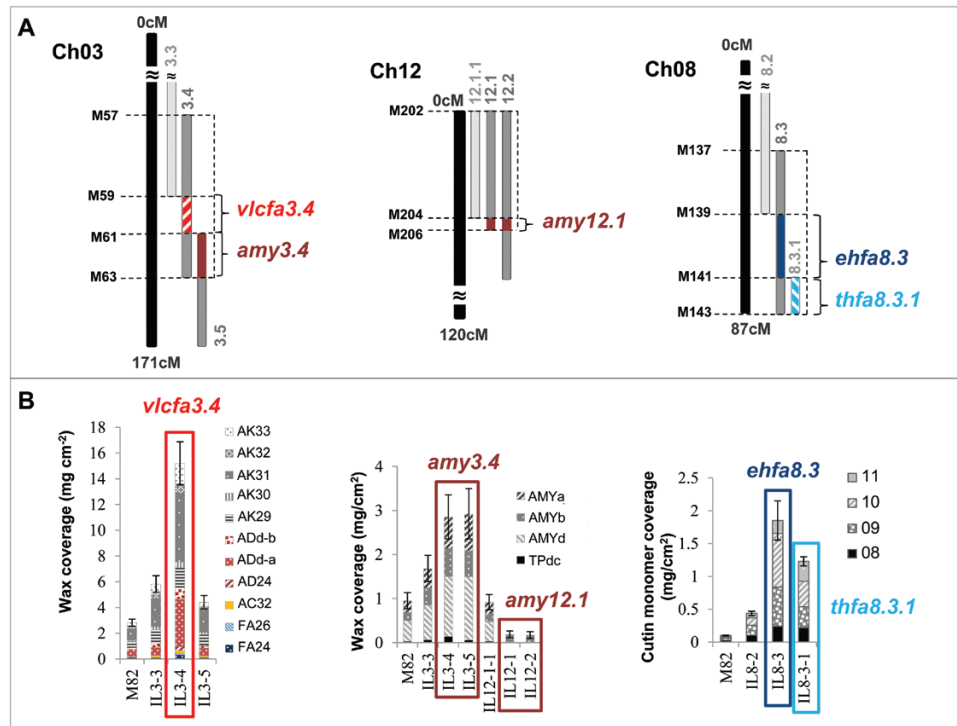 A
Ch03
0cM
3.3
3.4
M57
M59
vlcfa3.4
M61
amy3.4
M63
3.5
171cM
Ch12
0cM
12.1.1
12.1
12.2
M202
M204
M206
amy12.1
120cM
Ch08
0cM
8.2
8.3
M137
M139
ehfa8.3
M141
8.3.1
thfa8.3.1
M143
87cM
B
vlcfa3.4
Wax coverage (mg cm-2)
18
16
14
12
10
8
6
4
2
0
M82
IL3-3
IL3-4
IL3-5
AK33
AK32
AK31
AK30
AK29
ADd-b
ADd-a
AD24
AC32
FA26
FA24
Wax coverage (mg/cm2)
4
3
2
1
0
amy3.4
AMYa
AMYb
AMYd
TPdc
amy12.1
M82
IL3-3
IL3-4
IL3-5
IL12-1-1
IL12-1
IL12-2
Cutin monomer coverage
(mg/cm2)
2.5
2
1.5
1
0.5
0
ehfa8.3
11
10
09
08
thfa8.3.1
M82
IL8-2
IL8-3
IL8-3-1